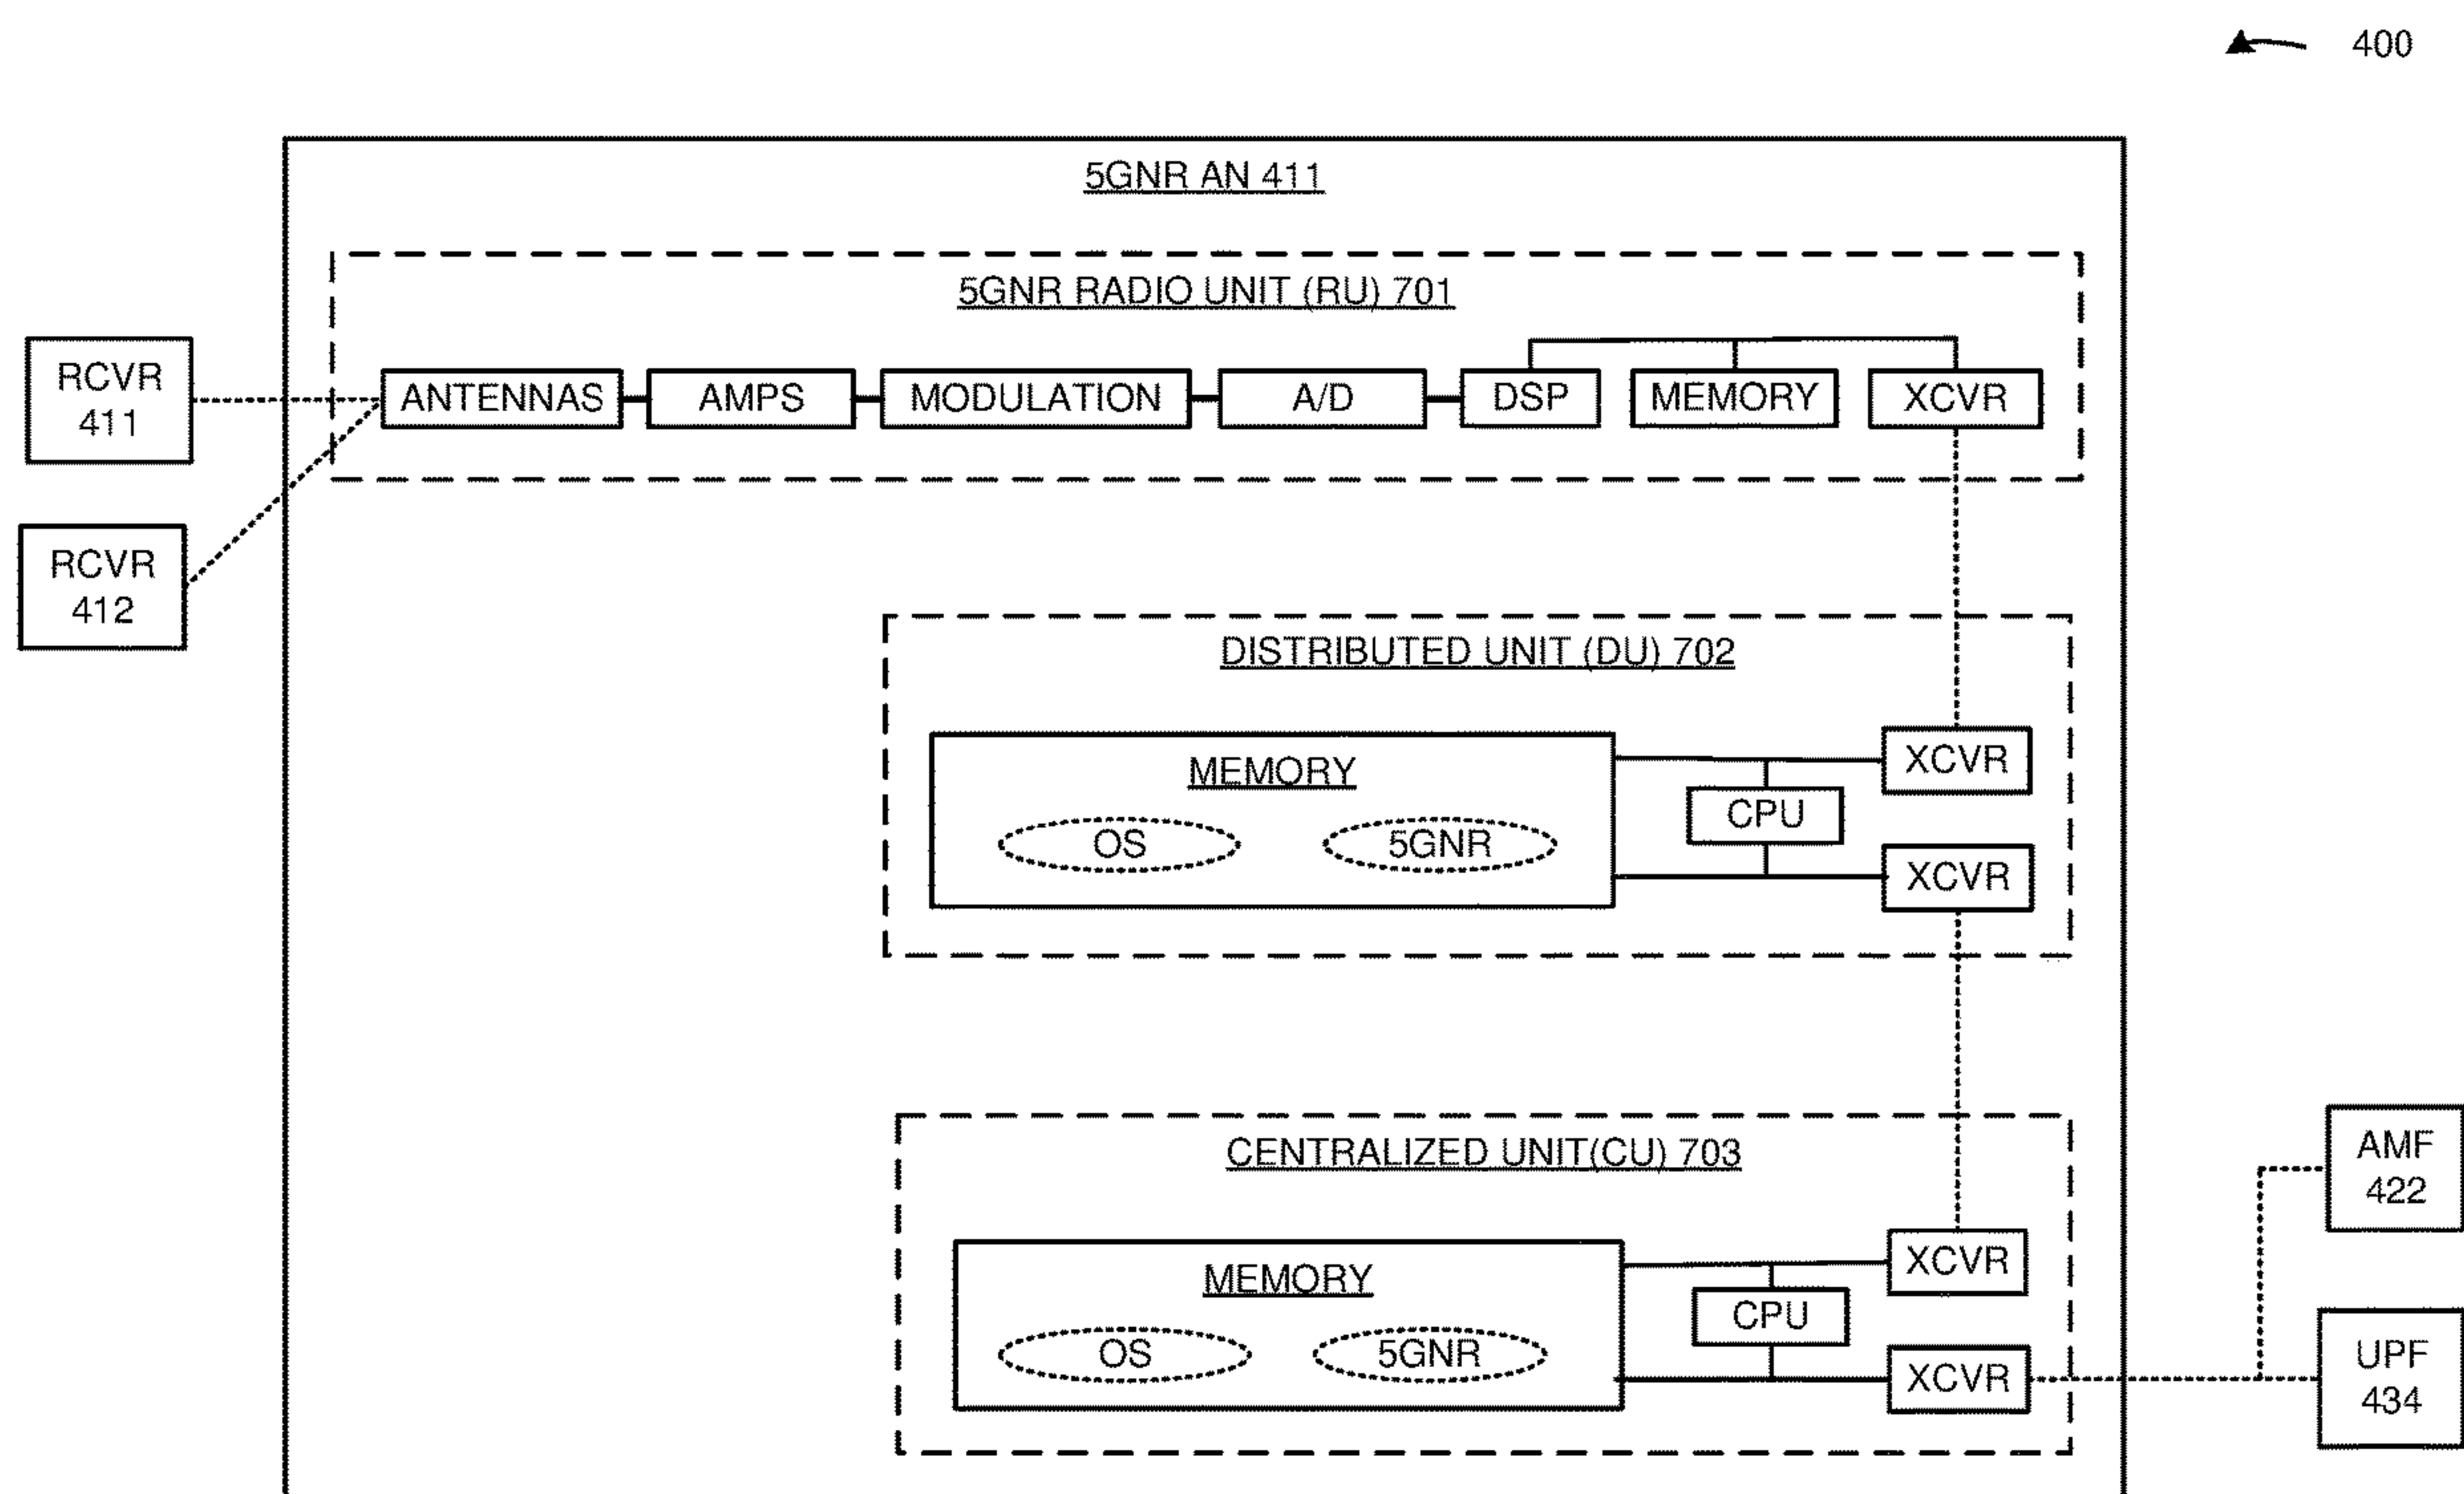 400
5GNR AN 411
5GNR RADIO UNIT (RU) 701
RCVR
411
ANTENNAS
AMPS
MODULATION
A/D
DSP
MEMORY
XCVR
RCVR
412
DISTRIBUTED UNIT (DU) 702
MEMORY
OS
5GNR
CPU
XCVR
XCVR
CENTRALIZED UNIT(CU) 703
MEMORY
OS
5GNR
CPU
XCVR
XCVR
AMF
422
UPF
434